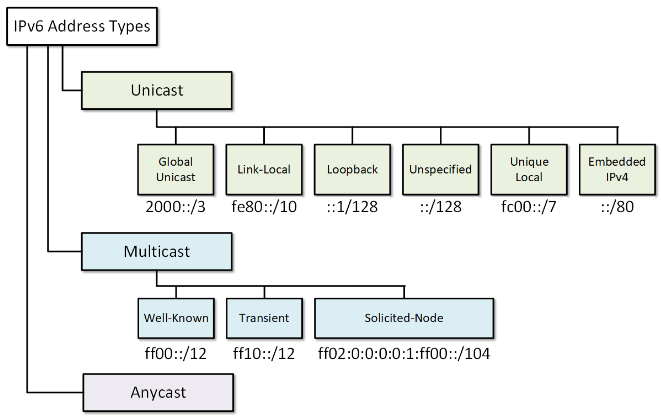 IPv6 Address Types
Unicast
Global
Unicast
Link-Local
Loopback
Unspecified
Unique
Local
Embedded
IPv4
2000::/3
fe80::/10
::1/128
::/128
fc00::/7
::/80
Multicast
Well-Known
Transient
Solicited-Node
ff00::/12
ff10::/12
ff02:0:0:0:0:1:ff00::/104
Anycast